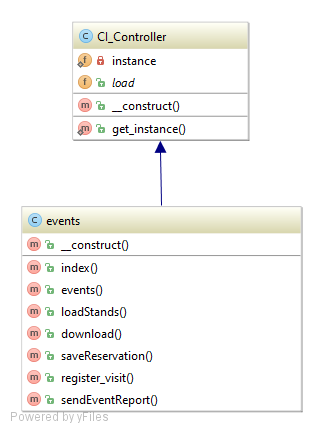 C CI_Controller
f instance
f load
m __construct()
m get_instance()
C events
m __construct()
m index()
m events()
m loadStands()
m download()
m saveReservation()
m register_visit()
m sendEventReport()
Powered by yFiles